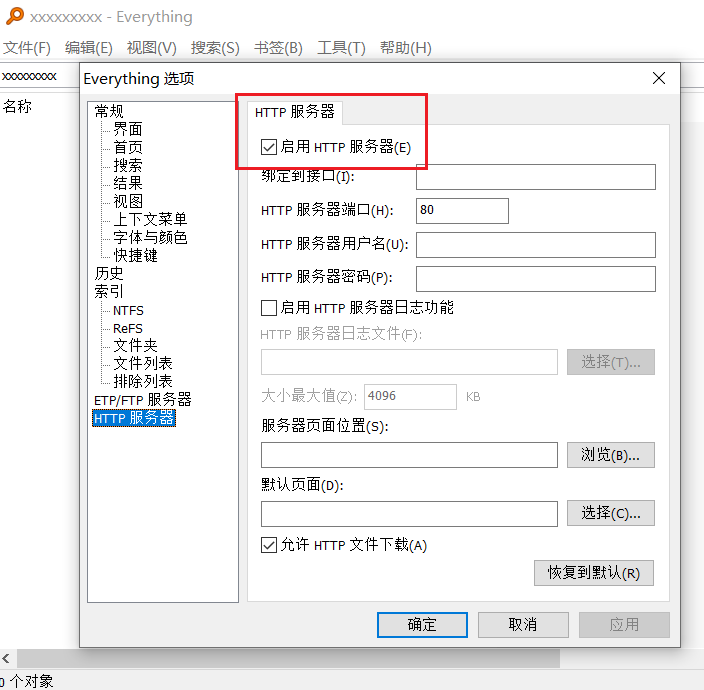 xxxxxxxxx - Everything
文件(F) 编辑(E) 视图(V) 搜索(S) 书签(B) 工具(T) 帮助(H)
xxxxxxxxx
名称
Everything 选项
常规
界面
首页
搜索
结果
视图
上下文菜单
字体与颜色
快捷键
历史
索引
NTFS
ReFS
文件夹
文件列表
排除列表
ETP/FTP 服务器
HTTP 服务器
HTTP 服务器
启用 HTTP 服务器(E)
绑定到接口(I):
HTTP 服务器端口(H): 80
HTTP 服务器用户名(U):
HTTP 服务器密码(P):
启用 HTTP 服务器日志功能
HTTP 服务器日志文件(F):
选择(T)...
大小最大值(Z): 4096 KB
服务器页面位置(S):
浏览(B)...
默认页面(D):
选择(C)...
允许 HTTP 文件下载(A)
恢复到默认(R)
确定 取消 应用
0 个对象